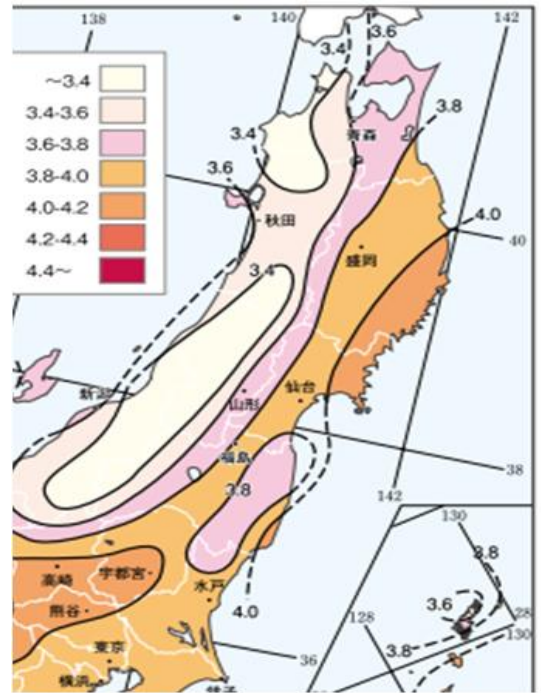 138
140
142
3.4
3.6
～3.4
3.4-3.6
3.6-3.8
3.8-4.0
4.0-4.2
4.2-4.4
4.4～
3.4
青森
3.8
3.6
秋田
4.0
盛岡
40
3.4
新潟
山形
仙台
福島
38
3.8
142
130
高崎
宇都宮
水戸
熊谷
4.0
3.8
3.6
28
128
130
東京
36
3.8
横浜